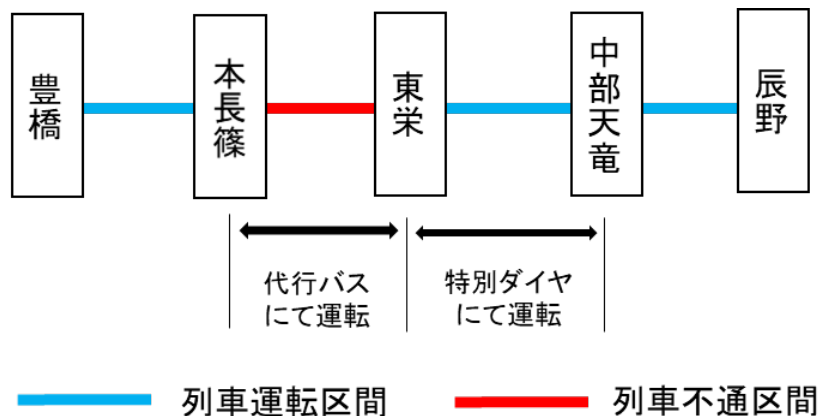 豊橋
本長篠
東栄
中部天竜
辰野
代行バス
にて運転
特別ダイヤ
にて運転
列車運転区間
列車不通区間